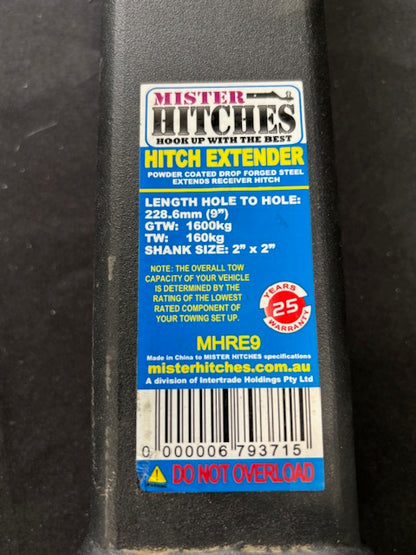 MISTER
HITCHES
HOOK UP WITH THE BEST
HITCH EXTENDER
POWDER COATED DROP FORGED STEEL
EXTENDS RECEIVER HITCH
LENGTH HOLE TO HOLE:
228.6mm (9")
GTW: 1600kg
TW: 160kg
SHANK SIZE: 2" x 2"
NOTE: THE OVERALL TOW
CAPACITY OF YOUR VEHICLE
IS DETERMINED BY THE
RATING OF THE LOWEST
RATED COMPONENT OF
YOUR TOWING SET UP.
25
YEARS
WARRANTY
MHRE9
Made in China to MISTER HITCHES specifications
misterhitches.com.au
A division of Intertrade Holdings Pty Ltd
0 000006 793715
DO NOT OVERLOAD